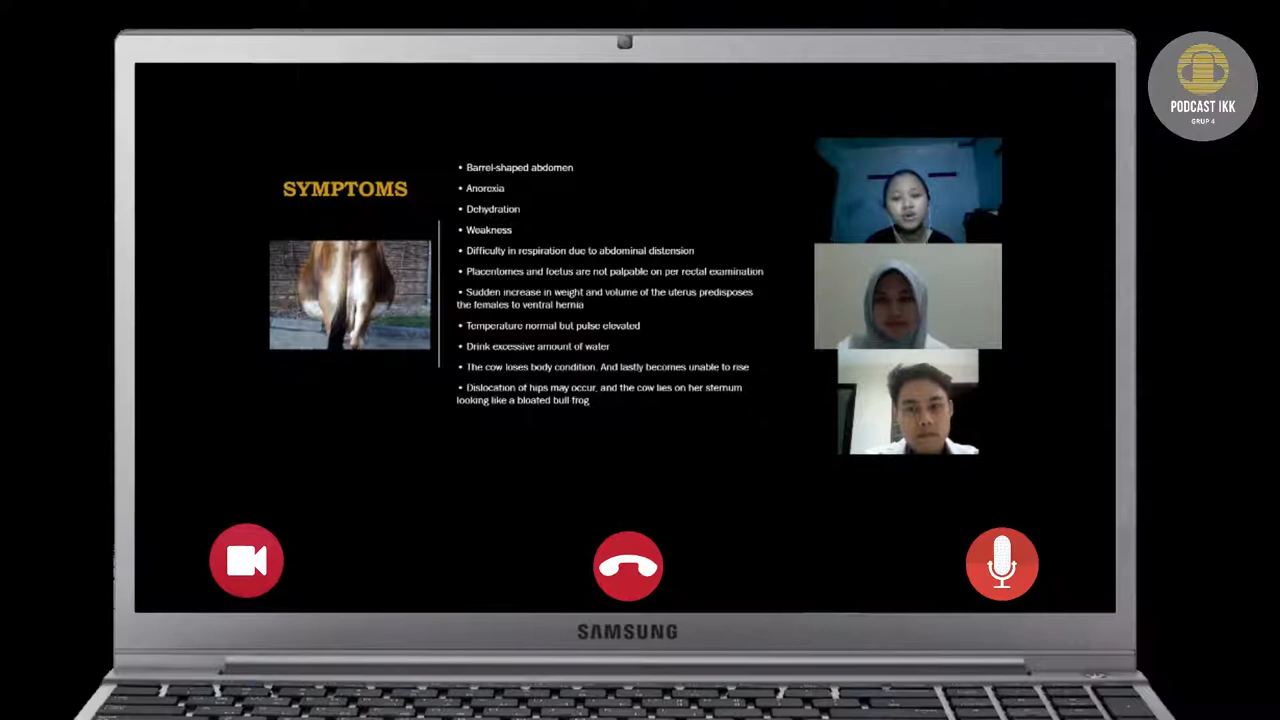 PODCAST IKK
GRUP 4
SYMPTOMS
• Barrel-shaped abdomen
• Anorexia
• Dehydration
• Weakness
• Difficulty in respiration due to abdominal distension
• Placentomes and foetus are not palpable on per rectal examination
• Sudden increase in weight and volume of the uterus predisposes
the females to ventral hernia
• Temperature normal but pulse elevated
• Drink excessive amount of water
• The cow loses body condition. And lastly becomes unable to rise
• Dislocation of hips may occur, and the cow lies on her sternum
looking like a bloated bull frog
SAMSUNG